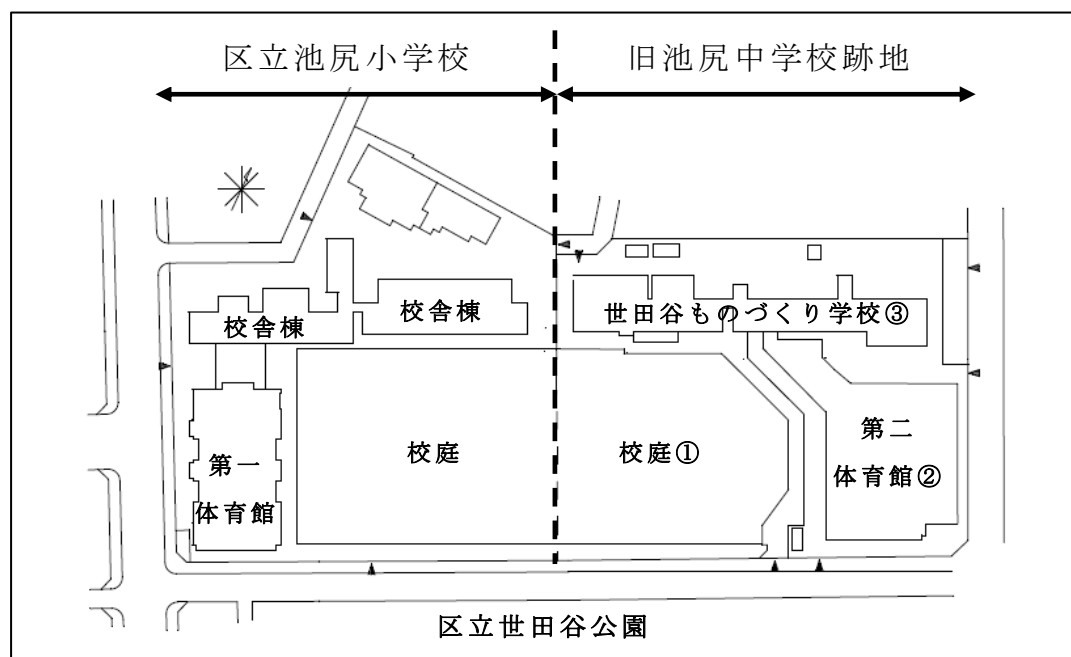 区立池尻小学校
旧池尻中学校跡地
校舎棟
校舎棟
世田谷ものづくり学校③
第一
体育館
校庭
校庭①
第二
体育館②
区立世田谷公園